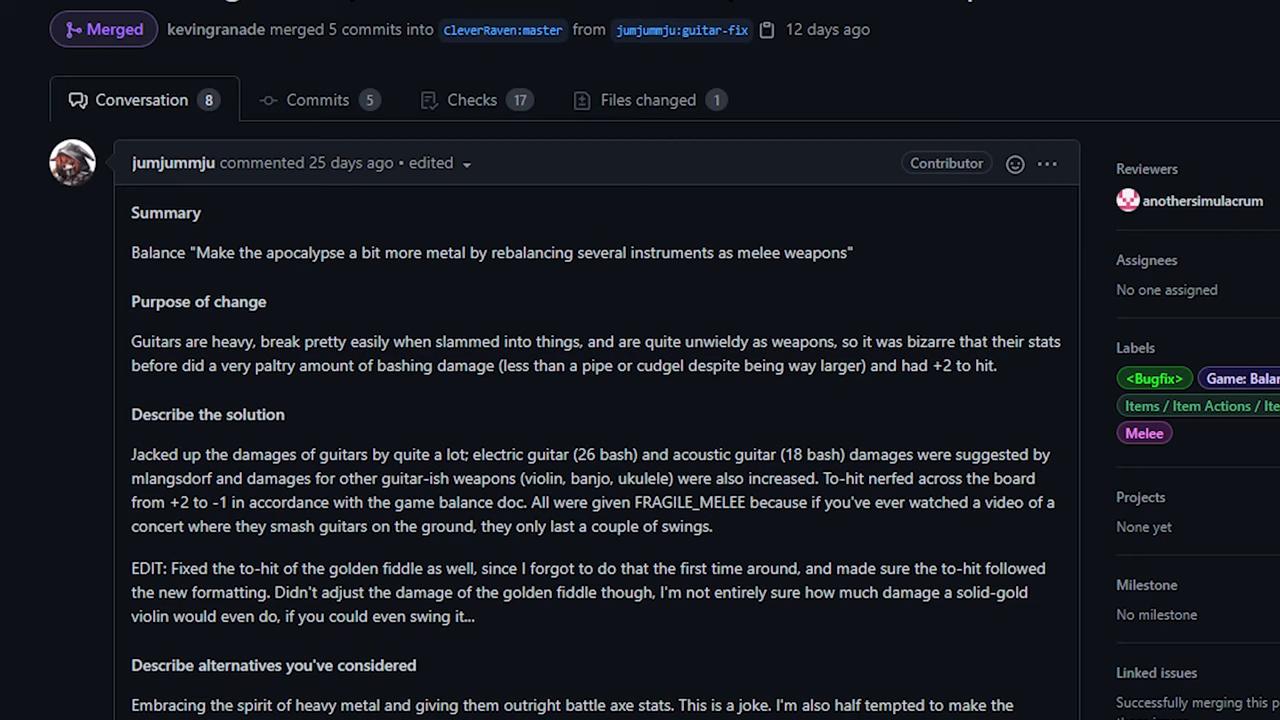 Merged kevingranade merged 5 commits into CleverRaven:master from jumjummju:guitar-fix 12 days ago
Conversation 8 Commits 5 Checks 17 Files changed 1
jumjummju commented 25 days ago • edited Contributor
Summary
Balance "Make the apocalypse a bit more metal by rebalancing several instruments as melee weapons"
Purpose of change
Guitars are heavy, break pretty easily when slammed into things, and are quite unwieldy as weapons, so it was bizarre that their stats
before did a very paltry amount of bashing damage (less than a pipe or cudgel despite being way larger) and had +2 to hit.
Describe the solution
Jacked up the damages of guitars by quite a lot; electric guitar (26 bash) and acoustic guitar (18 bash) damages were suggested by
mlangsdorf and damages for other guitar-ish weapons (violin, banjo, ukulele) were also increased. To-hit nerfed across the board
from +2 to -1 in accordance with the game balance doc. All were given FRAGILE_MELEE because if you've ever watched a video of a
concert where they smash guitars on the ground, they only last a couple of swings.
EDIT: Fixed the to-hit of the golden fiddle as well, since I forgot to do that the first time around, and made sure the to-hit followed
the new formatting. Didn't adjust the damage of the golden fiddle though, I'm not entirely sure how much damage a solid-gold
violin would even do, if you could even swing it...
Describe alternatives you've considered
Embracing the spirit of heavy metal and giving them outright battle axe stats. This is a joke. I'm also half tempted to make the
Reviewers
anothersimulacrum
Assignees
No one assigned
Labels
<Bugfix> Game: Balan
Items / Item Actions / Ite
Melee
Projects
None yet
Milestone
No milestone
Linked issues
Successfully merging this p